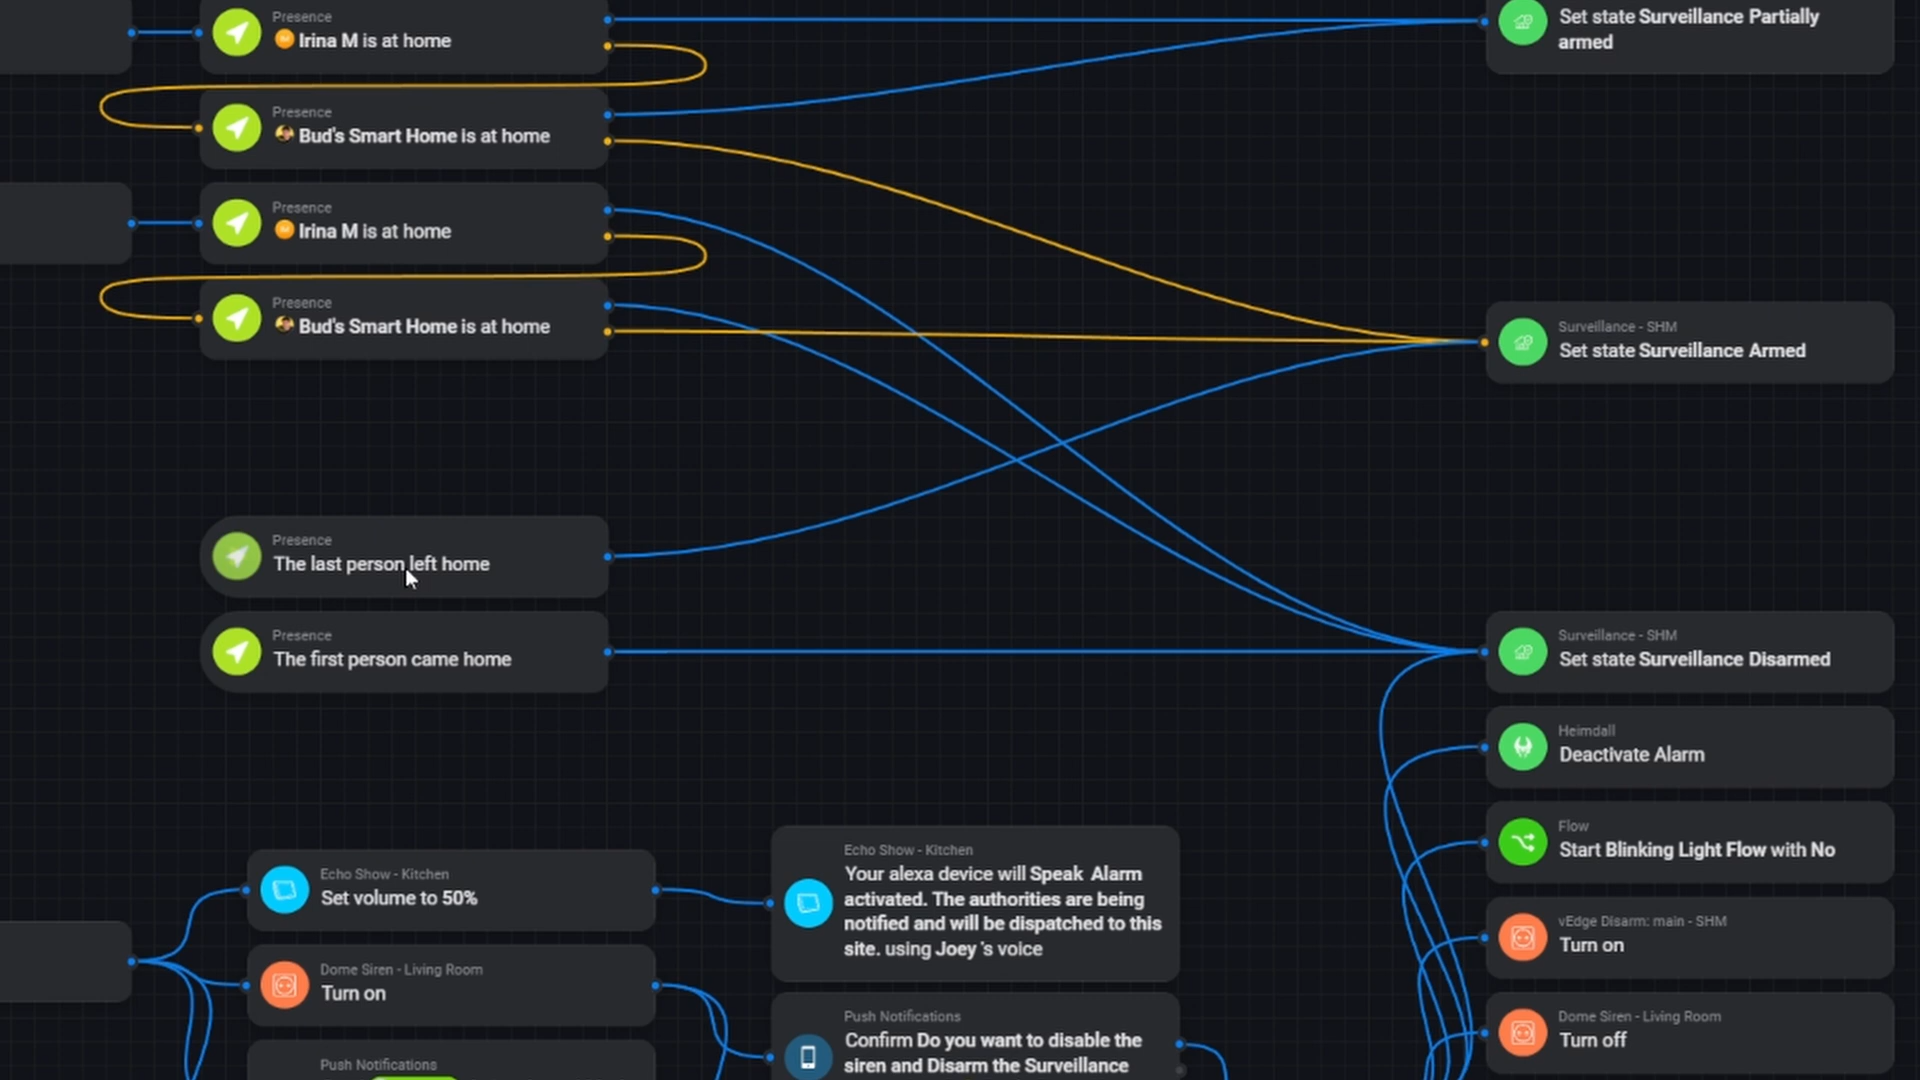 Presence
Irina M is at home
Presence
Bud's Smart Home is at home
Presence
Irina M is at home
Presence
Bud's Smart Home is at home
Presence
The last person left home
Presence
The first person came home
Set state Surveillance Partially
armed
Surveillance - SHM
Set state Surveillance Armed
Surveillance - SHM
Set state Surveillance Disarmed
Heimdall
Deactivate Alarm
Flow
Start Blinking Light Flow with No
vEdge Disarm: main - SHM
Turn on
Dome Siren - Living Room
Turn off
Echo Show - Kitchen
Set volume to 50%
Dome Siren - Living Room
Turn on
Push Notifications
Echo Show - Kitchen
Your alexa device will Speak Alarm
activated. The authorities are being
notified and will be dispatched to this
site. using Joey 's voice
Push Notifications
Confirm Do you want to disable the
siren and Disarm the Surveillance